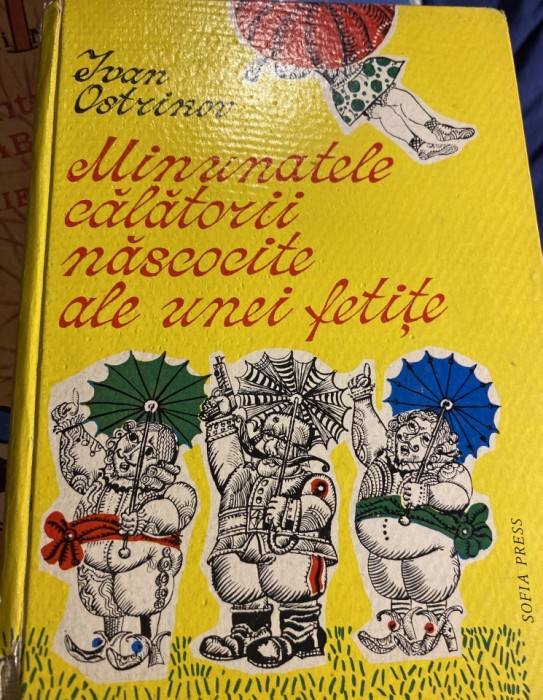 Ivan
Ostrinov
Minunatele
călătorii
născocite
ale unei fetițe
SOFIA PRESS